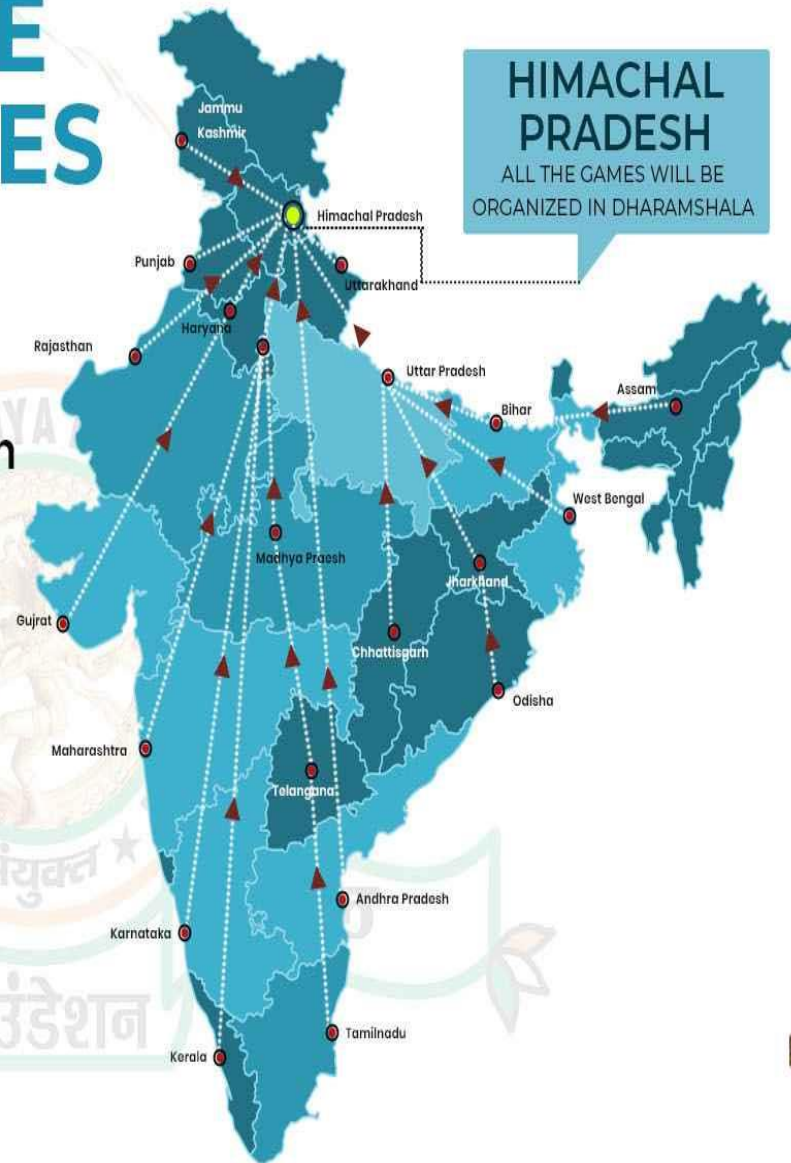 E
ES
HIMACHAL
PRADESH
ALL THE GAMES WILL BE
ORGANIZED IN DHARAMSHALA
Jammu
Kashmir
Himachal Pradesh
Punjab
Uttarakhand
Haryana
Rajasthan
Uttar Pradesh
Bihar
Assam
YA
n
West Bengal
Madhya Praesh
Jharkhand
Gujrat
Chhattisgarh
Odisha
Maharashtra
Telangana
संयुक्त
Andhra Pradesh
Karnataka
उंडेशन
Tamilnadu
Kerala